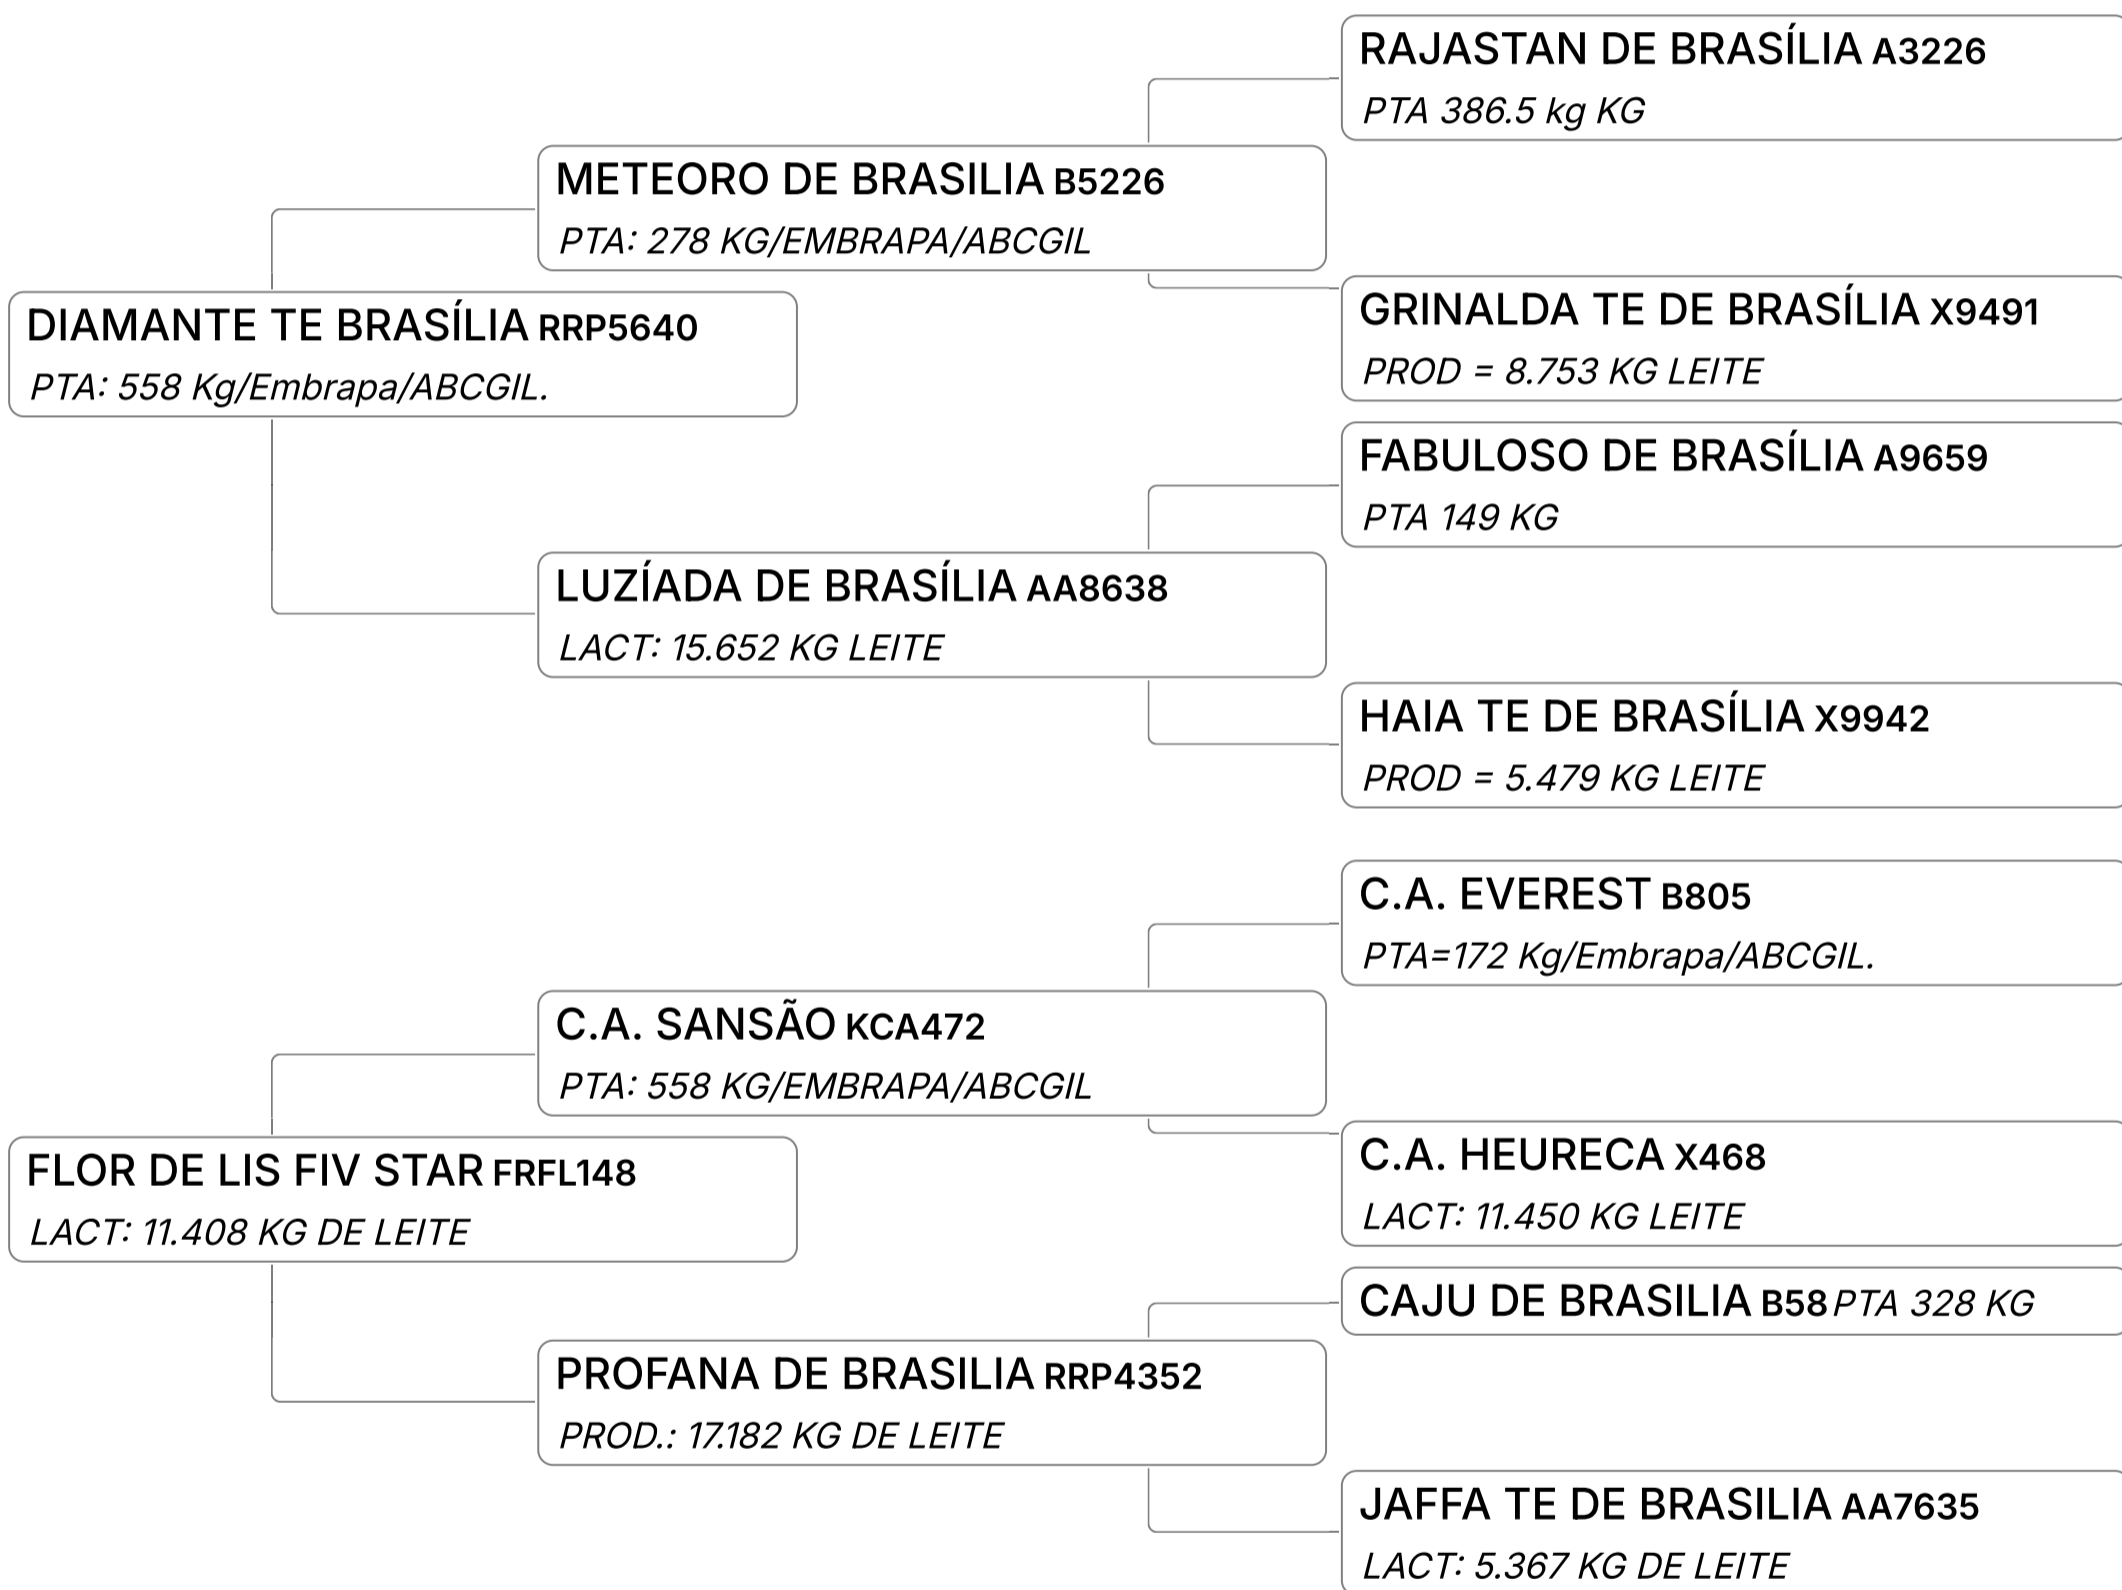 RAJASTAN DE BRASÍLIA A3226
PTA 386.5 kg KG
METEORO DE BRASILIA B5226
PTA: 278 KG/EMBRAPA/ABCGIL
GRINALDA TE DE BRASÍLIA X9491
PROD = 8.753 KG LEITE
DIAMANTE TE BRASÍLIA RRP5640
PTA: 558 Kg/Embrapa/ABCGIL.
FABULOSO DE BRASÍLIA A9659
PTA 149 KG
LUZÍADA DE BRASÍLIA AA8638
LACT: 15.652 KG LEITE
HAIA TE DE BRASÍLIA X9942
PROD = 5.479 KG LEITE
C.A. EVEREST B805
PTA=172 Kg/Embrapa/ABCGIL.
C.A. SANSÃO KCA472
PTA: 558 KG/EMBRAPA/ABCGIL
C.A. HEURECA X468
LACT: 11.450 KG LEITE
FLOR DE LIS FIV STAR FRFL148
LACT: 11.408 KG DE LEITE
CAJU DE BRASILIA B58 PTA 328 KG
PROFANA DE BRASILIA RRP4352
PROD.: 17.182 KG DE LEITE
JAFFA TE DE BRASILIA AA7635
LACT: 5.367 KG DE LEITE